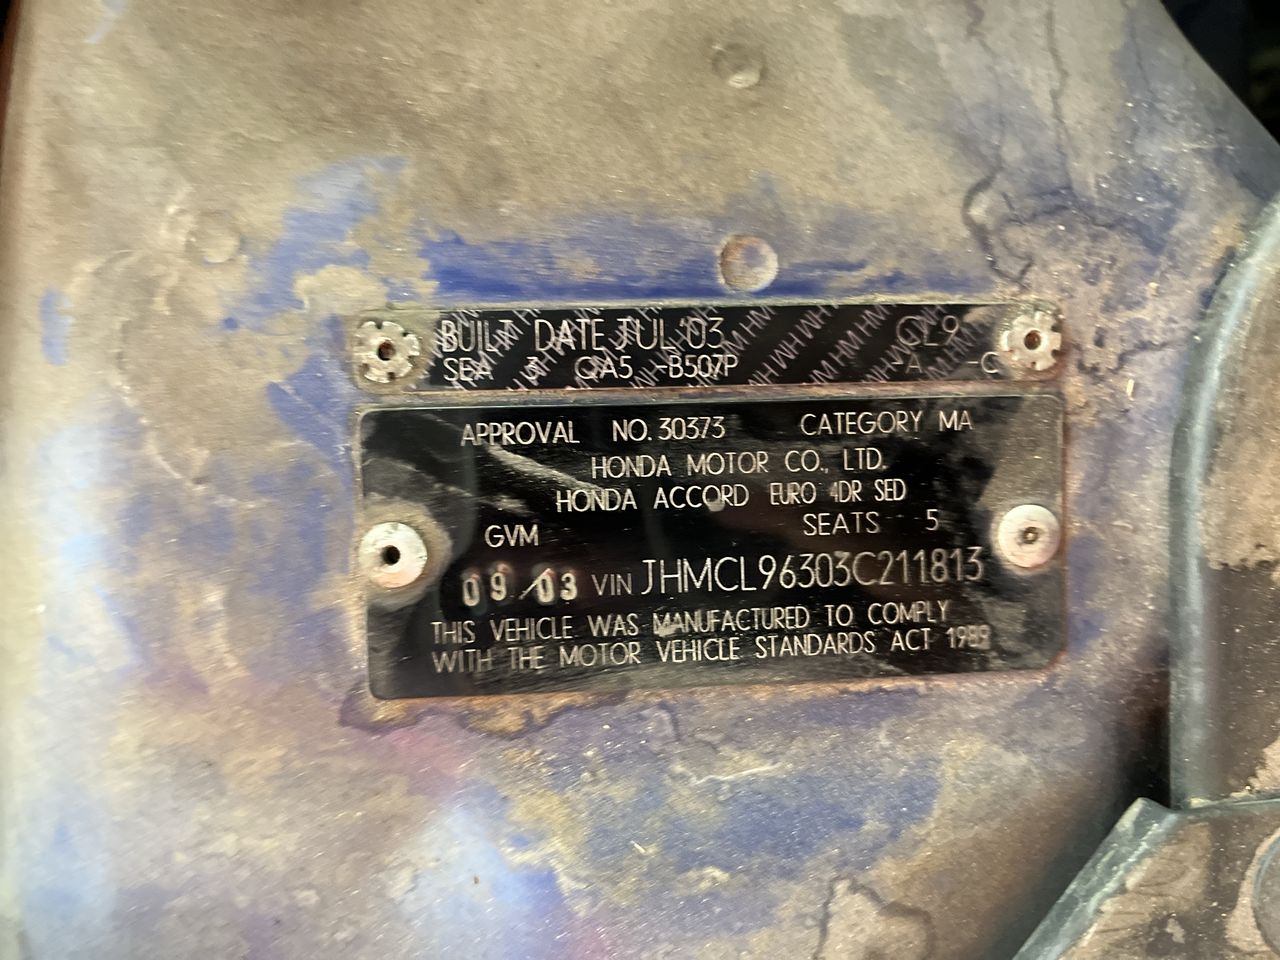 BUILT DATE JUL '03 CL9
SEA 3 QA5 -B507P -A -C
APPROVAL NO. 30373 CATEGORY MA
HONDA MOTOR CO., LTD.
HONDA ACCORD EURO 4DR SED
GVM SEATS 5
09/03 VIN JHMCL96303C211813
THIS VEHICLE WAS MANUFACTURED TO COMPLY
WITH THE MOTOR VEHICLE STANDARDS ACT 1989